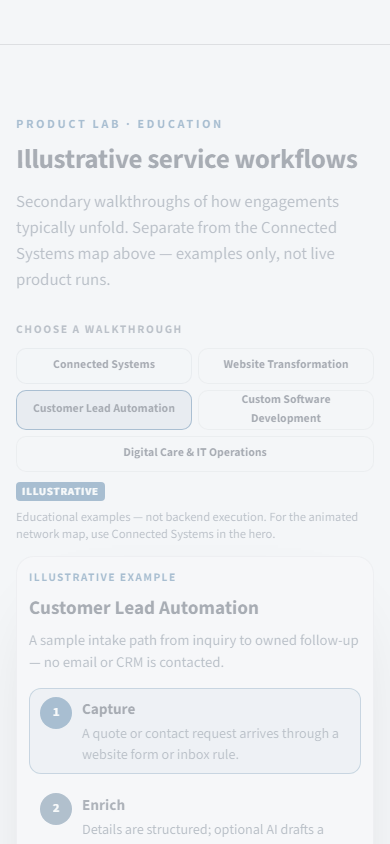 PRODUCT LAB · EDUCATION
Illustrative service workflows
Secondary walkthroughs of how engagements
typically unfold. Separate from the Connected
Systems map above — examples only, not live
product runs.
CHOOSE A WALKTHROUGH
Connected Systems
Website Transformation
Customer Lead Automation
Custom Software
Development
Digital Care & IT Operations
ILLUSTRATIVE
Educational examples — not backend execution. For the animated
network map, use Connected Systems in the hero.
ILLUSTRATIVE EXAMPLE
Customer Lead Automation
A sample intake path from inquiry to owned follow-up
— no email or CRM is contacted.
1
Capture
A quote or contact request arrives through a
website form or inbox rule.
2
Enrich
Details are structured; optional AI drafts a